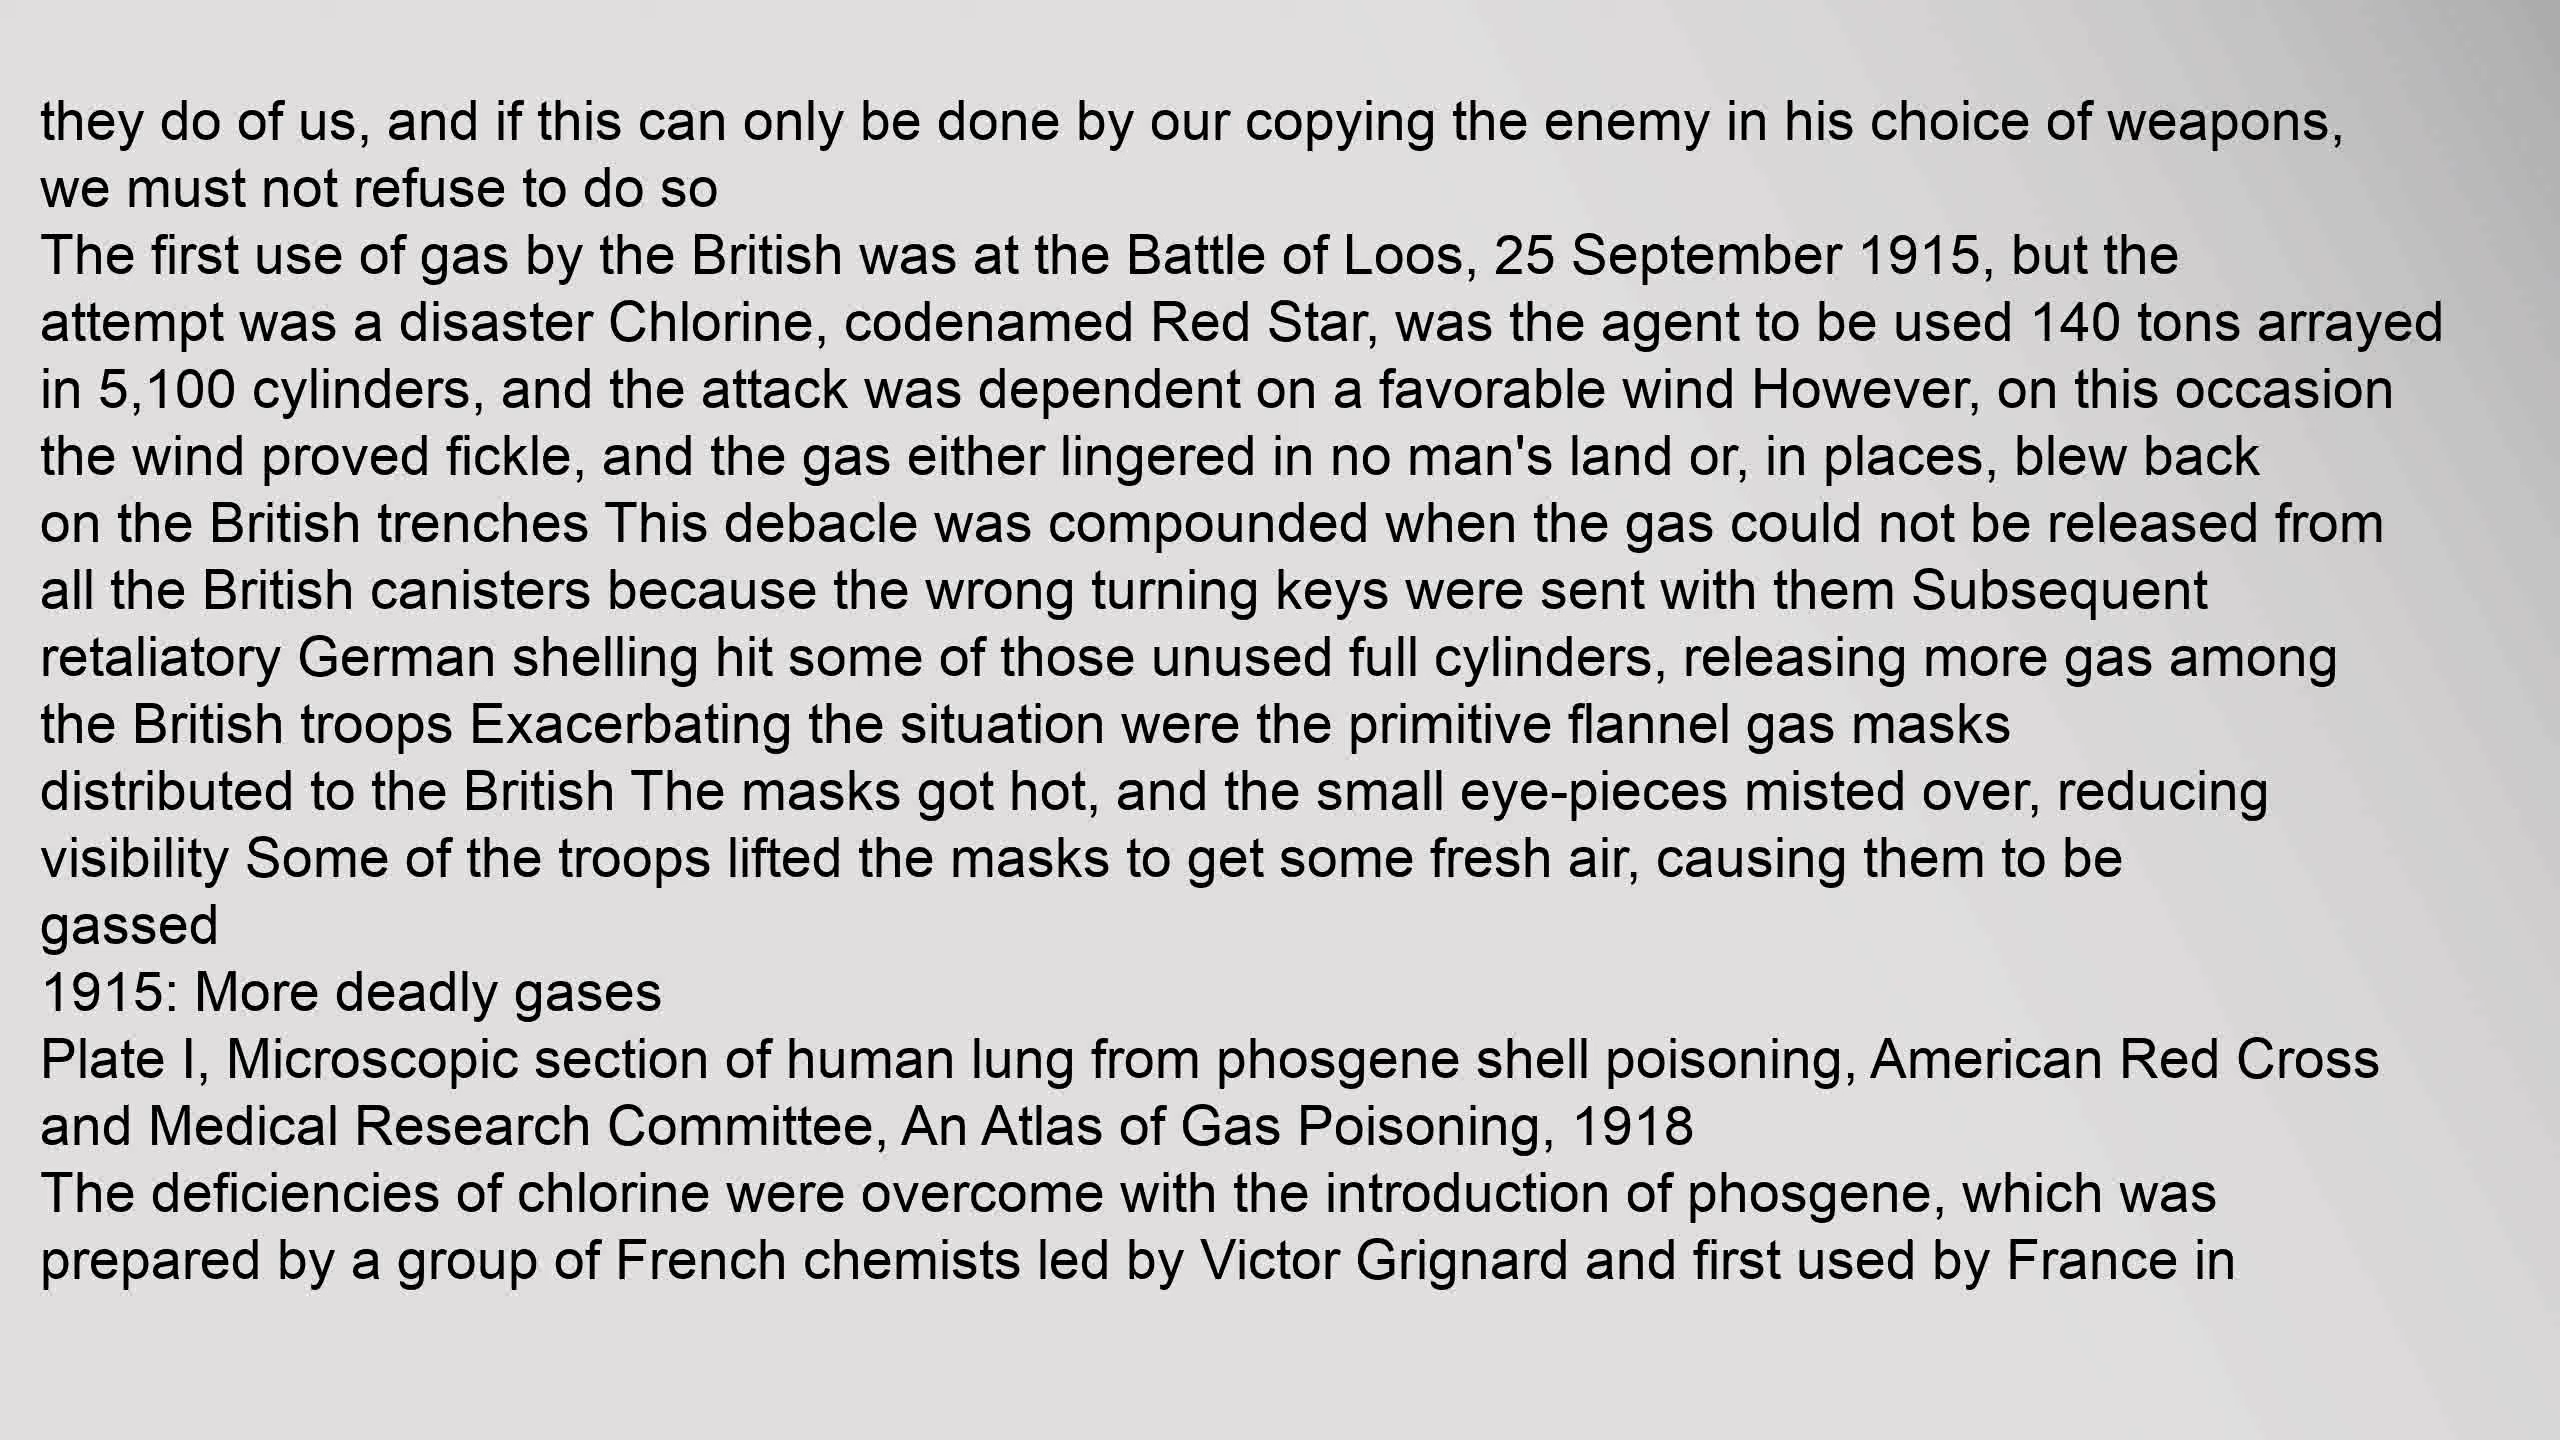 they do of us, and if this can only be done by our copying the enemy in his choice of weapons,
we must not refuse to do so
The first use of gas by the British was at the Battle of Loos, 25 September 1915, but the
attempt was a disaster Chlorine, codenamed Red Star, was the agent to be used 140 tons arrayed
in 5,100 cylinders, and the attack was dependent on a favorable wind However, on this occasion
the wind proved fickle, and the gas either lingered in no man's land or, in places, blew back
on the British trenches This debacle was compounded when the gas could not be released from
all the British canisters because the wrong turning keys were sent with them Subsequent
retaliatory German shelling hit some of those unused full cylinders, releasing more gas among
the British troops Exacerbating the situation were the primitive flannel gas masks
distributed to the British The masks got hot, and the small eye-pieces misted over, reducing
visibility Some of the troops lifted the masks to get some fresh air, causing them to be
gassed
1915: More deadly gases
Plate I, Microscopic section of human lung from phosgene shell poisoning, American Red Cross
and Medical Research Committee, An Atlas of Gas Poisoning, 1918
The deficiencies of chlorine were overcome with the introduction of phosgene, which was
prepared by a group of French chemists led by Victor Grignard and first used by France in